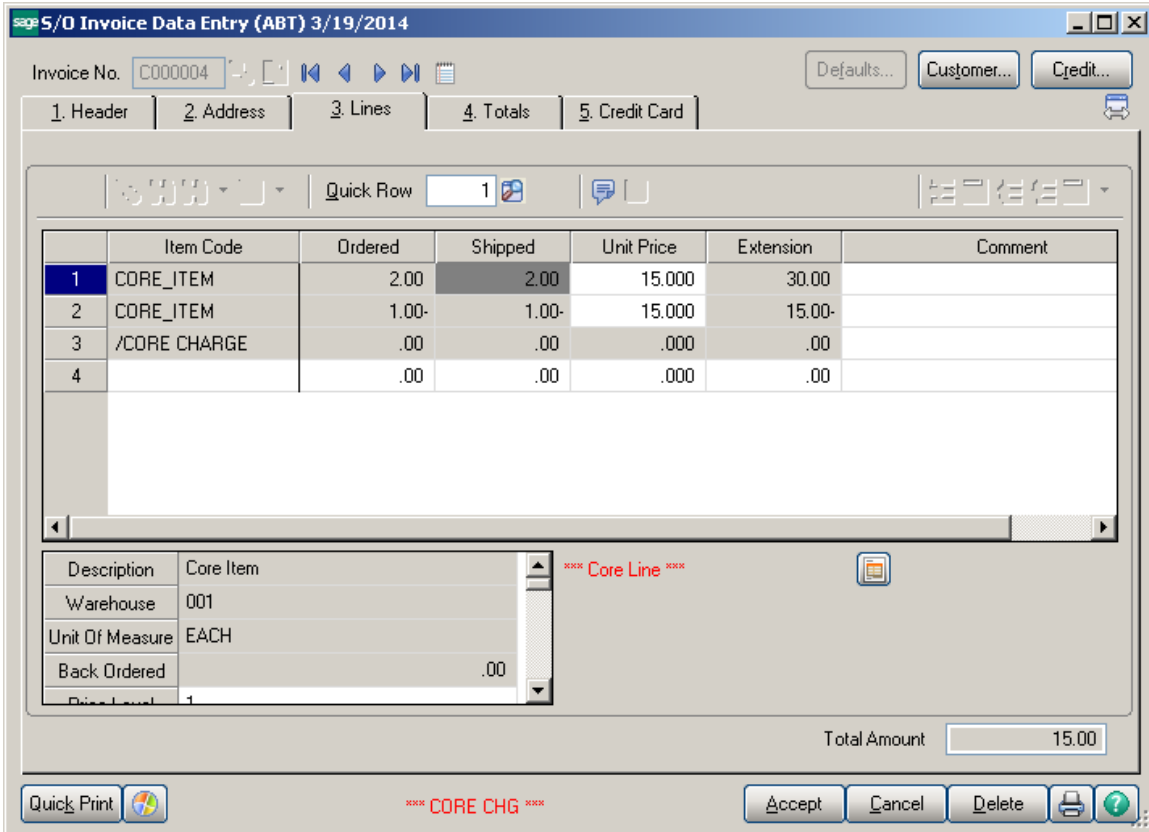 sage S/O Invoice Data Entry (ABT) 3/19/2014
Invoice No. C000004 Defaults... Customer... Credit...
1. Header 2. Address 3. Lines 4. Totals 5. Credit Card
Quick Row 1
Item Code Ordered Shipped Unit Price Extension Comment
1 CORE_ITEM 2.00 2.00 15.000 30.00
2 CORE_ITEM 1.00- 1.00- 15.000 15.00-
3 /CORE CHARGE .00 .00 .000 .00
4 .00 .00 .000 .00
Description Core Item *** Core Line ***
Warehouse 001
Unit Of Measure EACH
Back Ordered .00
Price Level 1
Total Amount 15.00
Quick Print *** CORE CHG *** Accept Cancel Delete